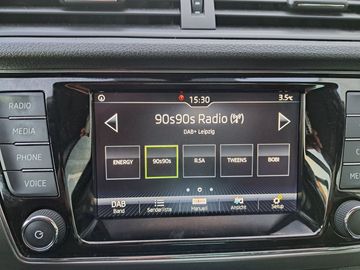 15:30
3.5°C
90s90s Radio
DAB+ Leipzig
RADIO
MEDIA
PHONE
VOICE
ENERGY
90s90s
R.SA
TWEENS
BOB!
DAB
Band
Senderliste
Manuell
Ansicht
Setup